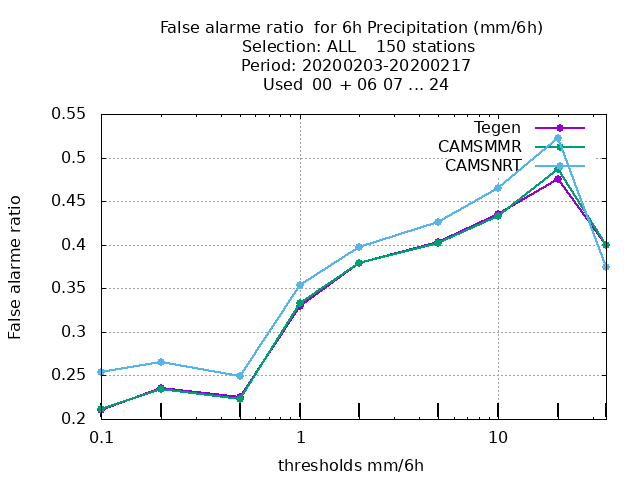 False alarme ratio  for 6h Precipitation (mm/6h)
Selection: ALL    150 stations
Period: 20200203-20200217
Used  00  + 06 07 ... 24
Tegen
CAMSMMR
CAMSNRT
0.55
0.5
0.45
0.4
0.35
0.3
0.25
0.2
False alarme ratio
0.1
1
10
thresholds mm/6h